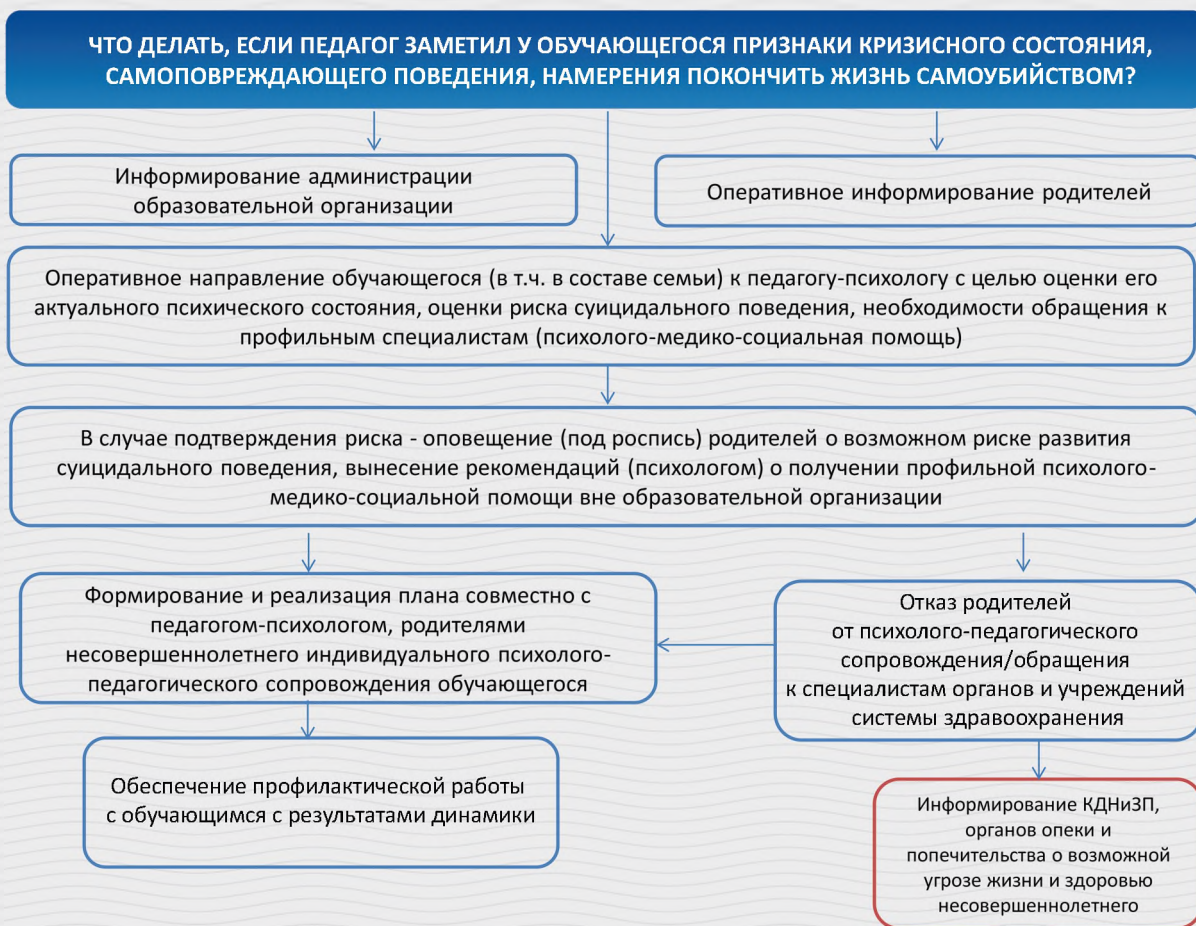 ЧТО ДЕЛАТЬ, ЕСЛИ ПЕДАГОГ ЗАМЕТИЛ У ОБУЧАЮЩЕГОСЯ ПРИЗНАКИ КРИЗИСНОГО СОСТОЯНИЯ,
САМОПОВРЕЖДАЮЩЕГО ПОВЕДЕНИЯ, НАМЕРЕНИЯ ПОКОНЧИТЬ ЖИЗНЬ САМОУБИЙСТВОМ?
Информирование администрации
образовательной организации
Оперативное информирование родителей
Оперативное направление обучающегося (в т.ч. в составе семьи) к педагогу-психологу с целью оценки его
актуального психического состояния, оценки риска суицидального поведения, необходимости обращения к
профильным специалистам (психолого-медико-социальная помощь)
В случае подтверждения риска - оповещение (под роспись) родителей о возможном риске развития
суицидального поведения, вынесение рекомендаций (психологом) о получении профильной психолого-
медико-социальной помощи вне образовательной организации
Формирование и реализация плана совместно с
педагогом-психологом, родителями
несовершеннолетнего индивидуального психолого-
педагогического сопровождения обучающегося
Отказ родителей
от психолого-педагогического
сопровождения/обращения
к специалистам органов и учреждений
системы здравоохранения
Обеспечение профилактической работы
с обучающимся с результатами динамики
Информирование КДНиЗП,
органов опеки и
попечительства о возможной
угрозе жизни и здоровью
несовершеннолетнего